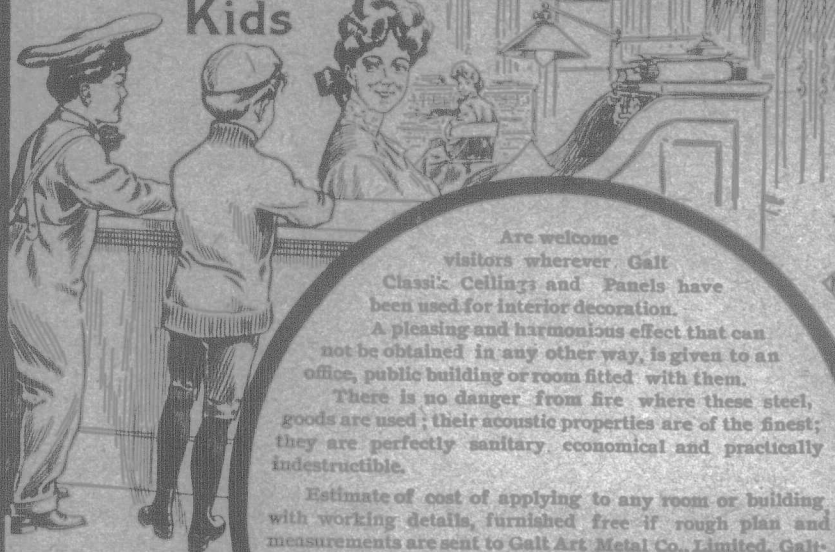 Kids
Are welcome
visitors wherever Galt
Classic Ceilings and Panels have
been used for interior decoration.
A pleasing and harmonious effect that can
not be obtained in any other way, is given to an
office, public building or room fitted with them.
There is no danger from fire where these steel,
goods are used; their acoustic properties are of the finest;
they are perfectly sanitary, economical and practically
indestructible.
Estimate of cost of applying to any room or building,
with working details, furnished free if rough plan and
measurements are sent to Galt Art Metal Co., Limited, Galt.